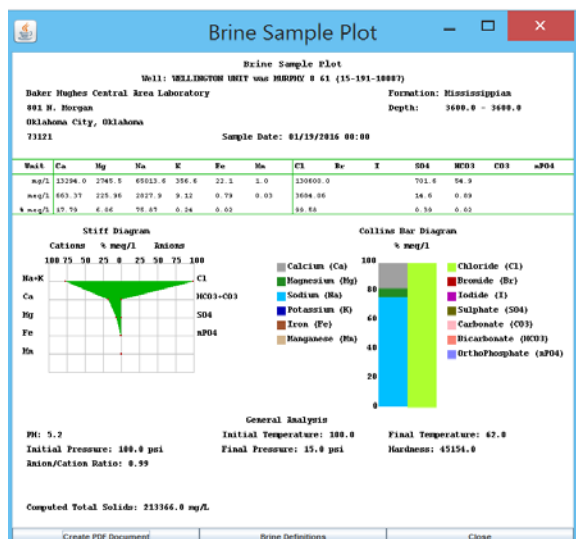 Brine Sample Plot
Brine Sample Plot
Well: WELLINGTON UNIT was MURPHY B 61 (15-191-10087)
Baker Hughes Central Area Laboratory Formation: Mississippian
801 N. Morgan Depth: 3600.0 - 3600.0
Oklahoma City, Oklahoma
73121 Sample Date: 01/19/2016 00:00
Unit Ca Mg Na K Fe Mn Cl Br I SO4 HCO3 CO3 nPO4
mg/l 13294.0 2745.5 65013.6 356.6 22.1 1.0 130600.0 701.6 54.9
meq/l 663.37 225.96 2827.9 9.12 0.79 0.03 3684.06 14.6 0.89
% meq/l 17.79 6.06 75.87 0.24 0.02 99.58 0.39 0.02
Stiff Diagram Collins Bar Diagram
Cations % meq/l Anions % meq/l
100 75 50 25 0 25 50 75 100
Na+K Cl
Ca HCO3+CO3
Mg SO4
Fe nPO4
Mn
100
80
60
40
20
0
Calcium (Ca)
Magnesium (Mg)
Sodium (Na)
Potassium (K)
Iron (Fe)
Manganese (Mn)
Chloride (Cl)
Bromide (Br)
Iodide (I)
Sulphate (SO4)
Carbonate (CO3)
Bicarbonate (HCO3)
OrthoPhosphate (nPO4)
General Analysis
PH: 5.2 Initial Temperature: 100.0 Final Temperature: 62.0
Initial Pressure: 100.0 psi Final Pressure: 15.0 psi Hardness: 45154.0
Anion/Cation Ratio: 0.99
Computed Total Solids: 213366.0 mg/L
Create PDF Document Brine Definitions Close